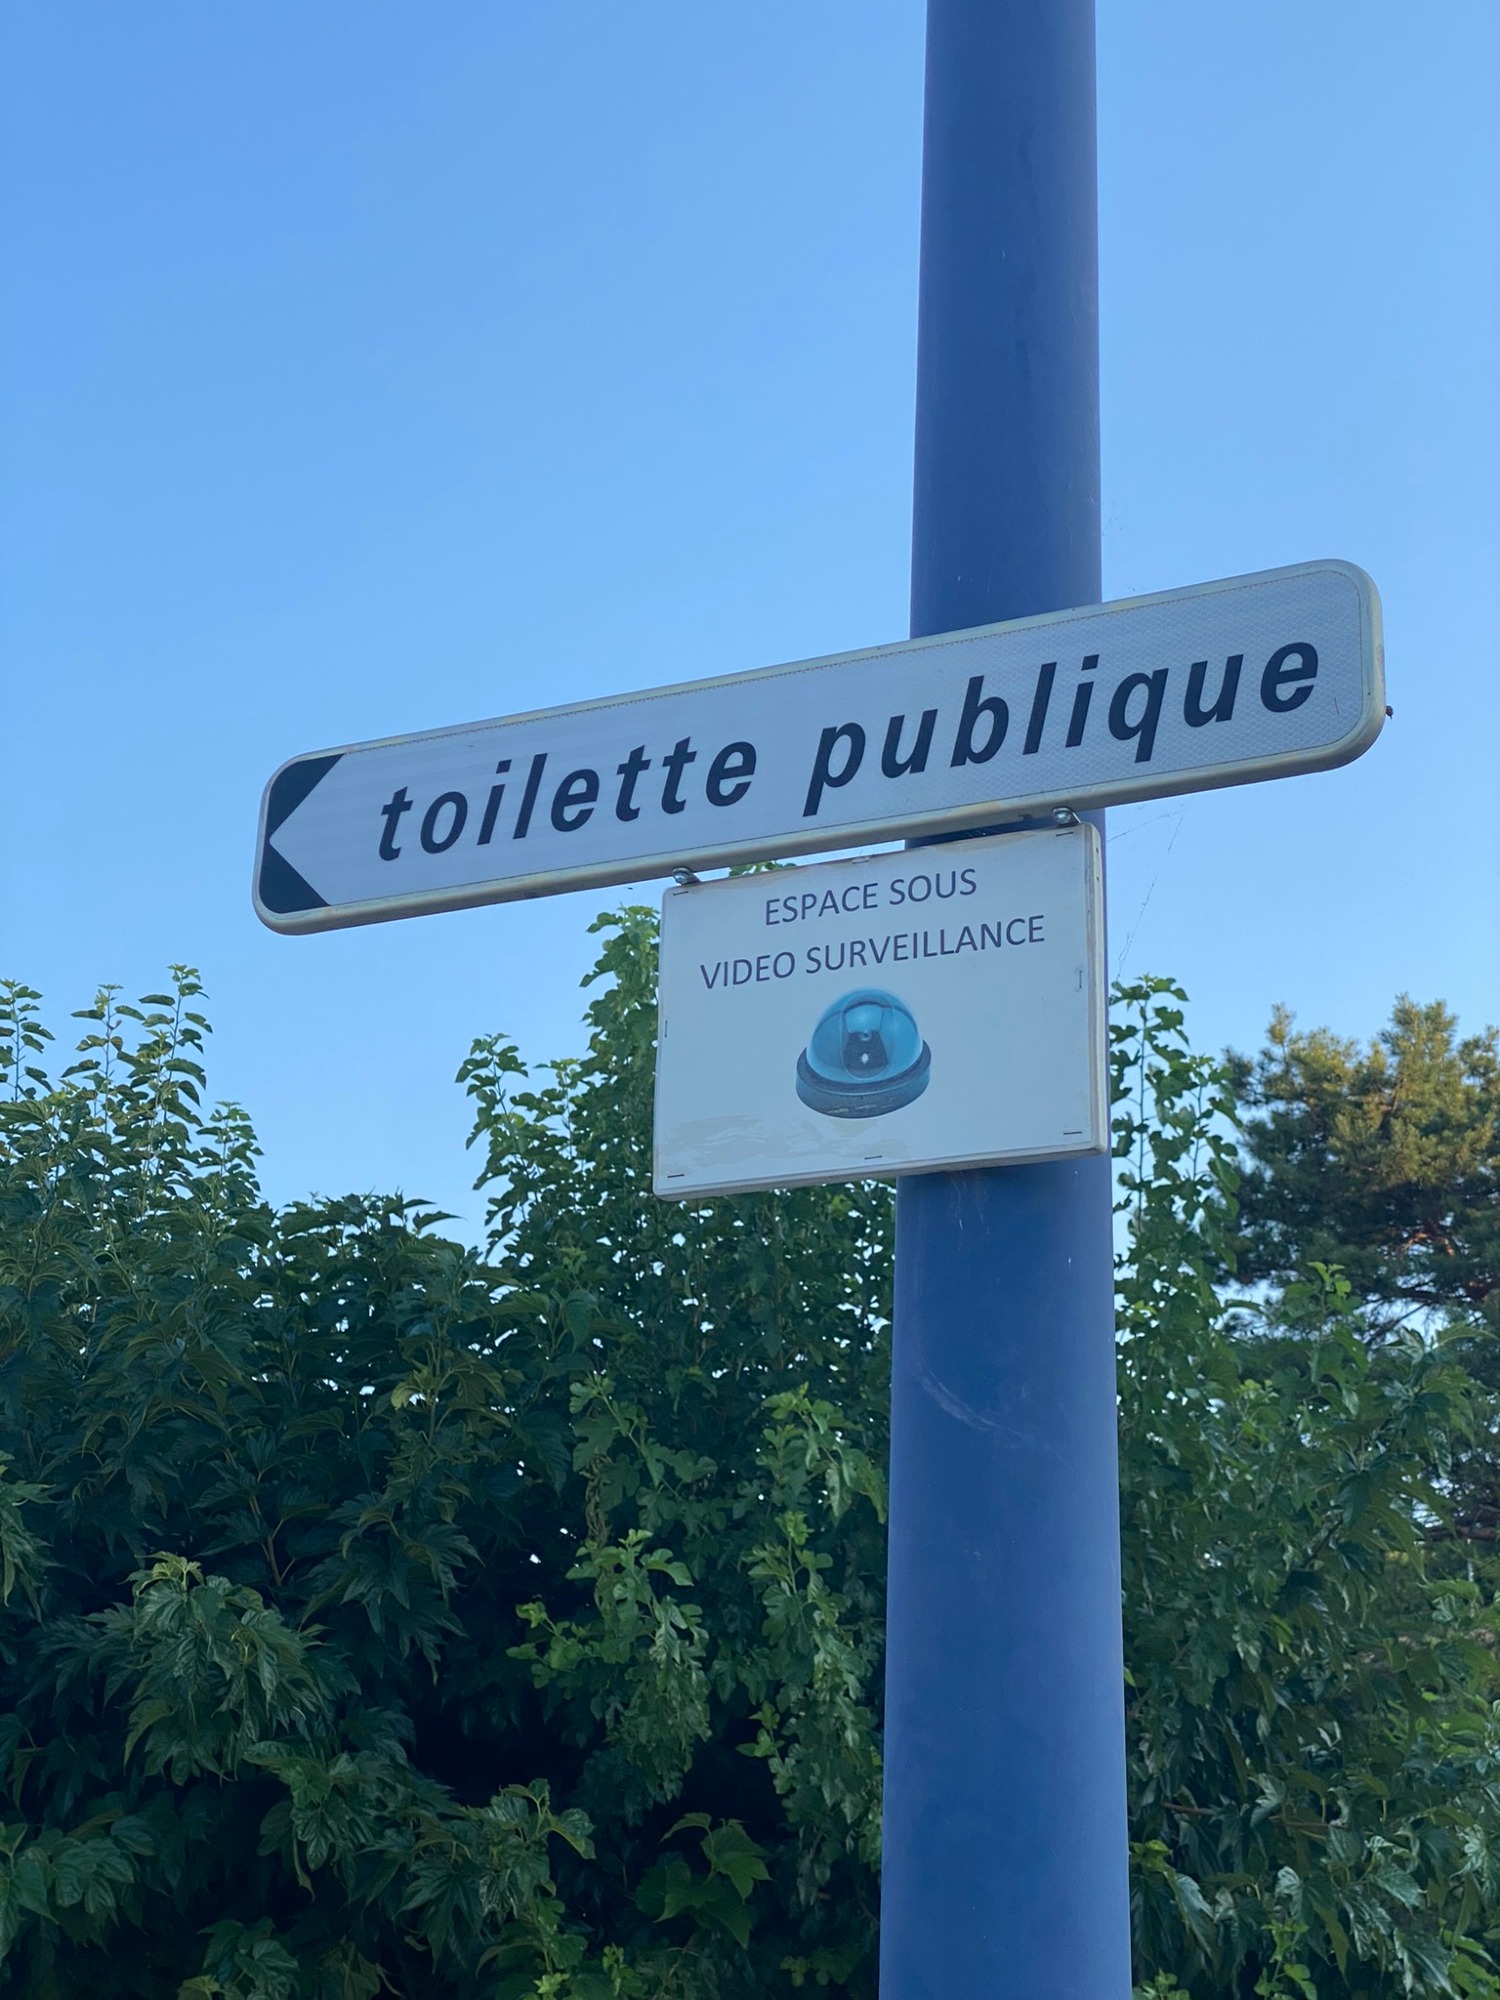 toilette publique
ESPACE SOUS
VIDEO SURVEILLANCE